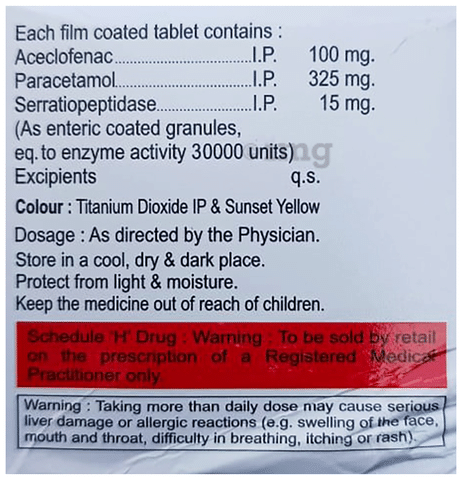 Each film coated tablet contains :
Aceclofenac..............................I.P. 100 mg.
Paracetamol.............................I.P. 325 mg.
Serratiopeptidase.....................I.P. 15 mg.
(As enteric coated granules,
eq. to enzyme activity 30000 units)
Excipients q.s.
Colour : Titanium Dioxide IP & Sunset Yellow
Dosage : As directed by the Physician.
Store in a cool, dry & dark place.
Protect from light & moisture.
Keep the medicine out of reach of children.
Schedule 'H' Drug : Warning : To be sold by retail
on the prescription of a Registered Medical
Practitioner only.
Warning : Taking more than daily dose may cause serious
liver damage or allergic reactions (e.g. swelling of the face,
mouth and throat, difficulty in breathing, itching or rash).